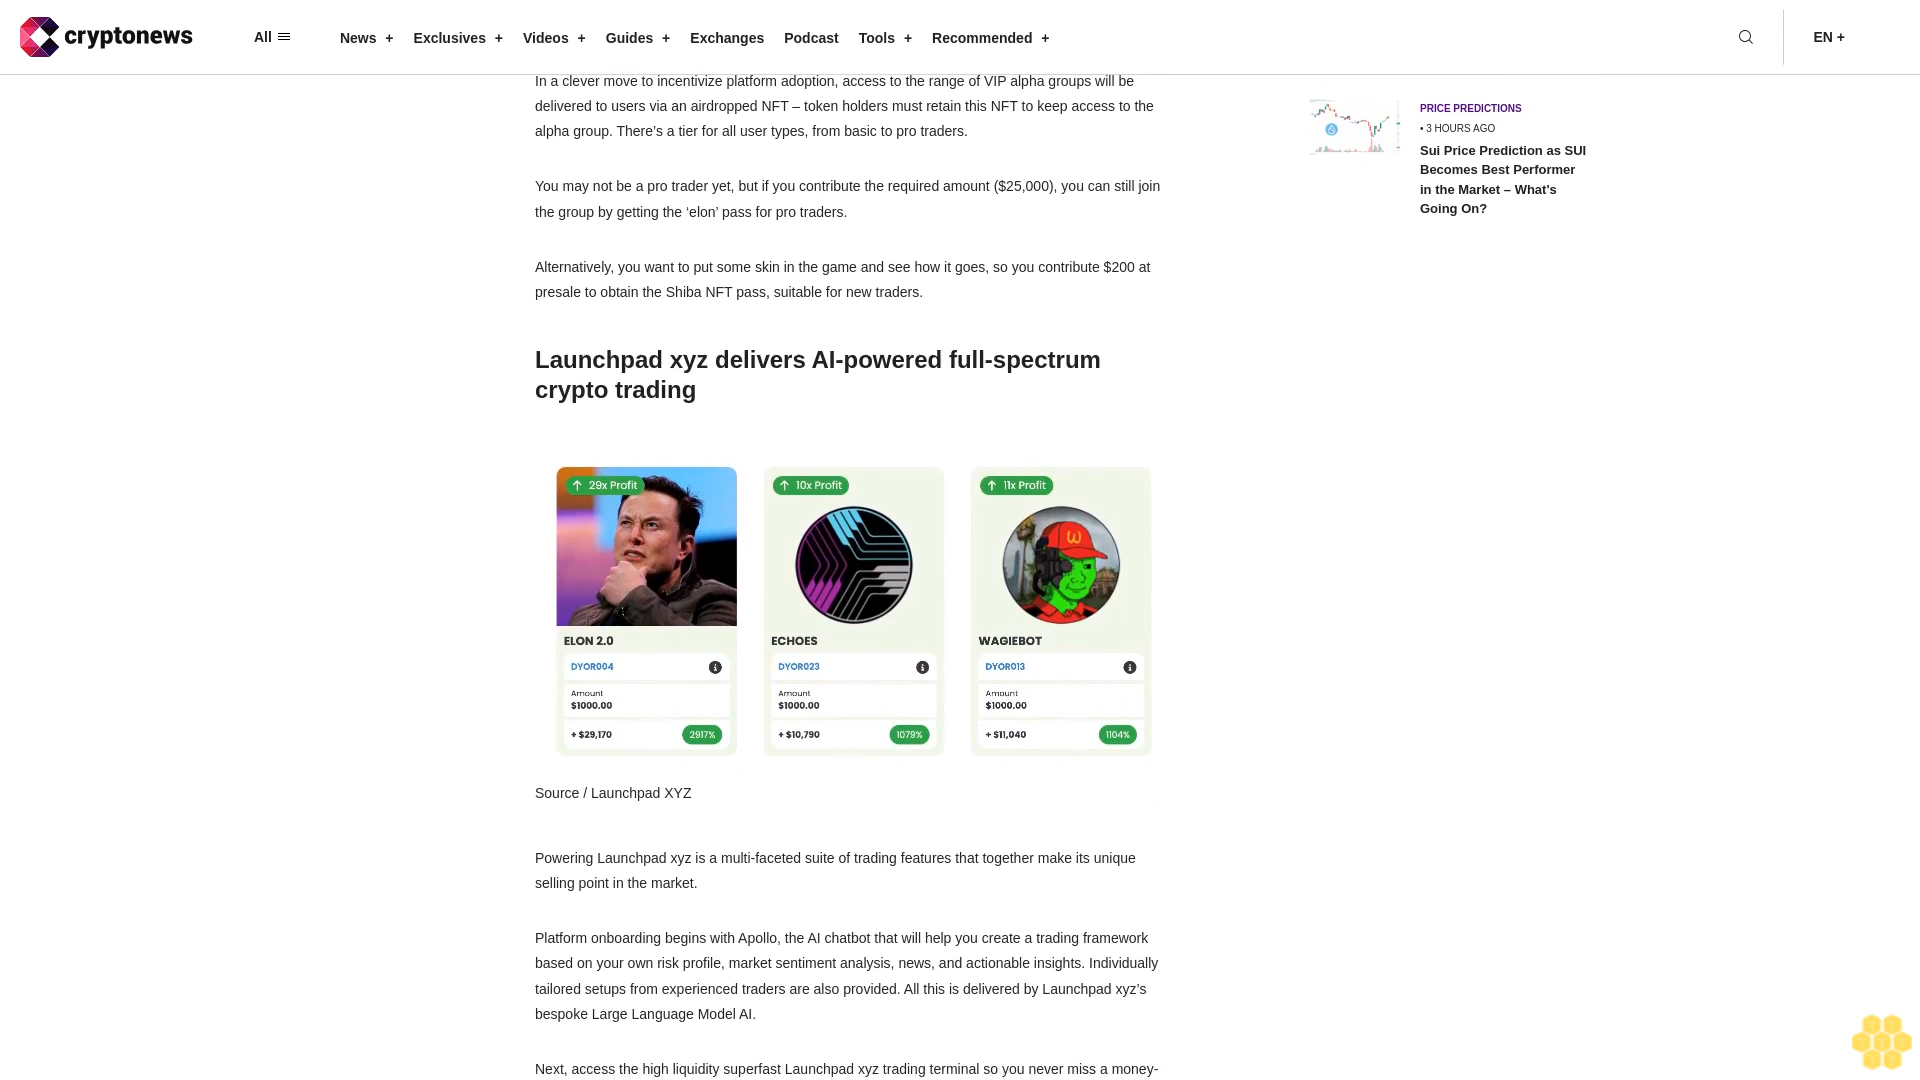 cryptonews
All
News +
Exclusives +
Videos +
Guides +
Exchanges
Podcast
Tools +
Recommended +
EN +
In a clever move to incentivize platform adoption, access to the range of VIP alpha groups will be
delivered to users via an airdropped NFT – token holders must retain this NFT to keep access to the
alpha group. There’s a tier for all user types, from basic to pro traders.
You may not be a pro trader yet, but if you contribute the required amount ($25,000), you can still join
the group by getting the ‘elon’ pass for pro traders.
Alternatively, you want to put some skin in the game and see how it goes, so you contribute $200 at
presale to obtain the Shiba NFT pass, suitable for new traders.
Launchpad xyz delivers AI-powered full-spectrum
crypto trading
29x Profit
ELON 2.0
DYOR004
Amount
$1000.00
+ $29,170
2917%
10x Profit
ECHOES
DYOR023
Amount
$1000.00
+ $10,790
1079%
11x Profit
W
WAGIEBOT
DYOR013
Amount
$1000.00
+ $11,040
1104%
Source / Launchpad XYZ
Powering Launchpad xyz is a multi-faceted suite of trading features that together make its unique
selling point in the market.
Platform onboarding begins with Apollo, the AI chatbot that will help you create a trading framework
based on your own risk profile, market sentiment analysis, news, and actionable insights. Individually
tailored setups from experienced traders are also provided. All this is delivered by Launchpad xyz’s
bespoke Large Language Model AI.
Next, access the high liquidity superfast Launchpad xyz trading terminal so you never miss a money-
PRICE PREDICTIONS
• 3 HOURS AGO
Sui Price Prediction as SUI
Becomes Best Performer
in the Market – What's
Going On?